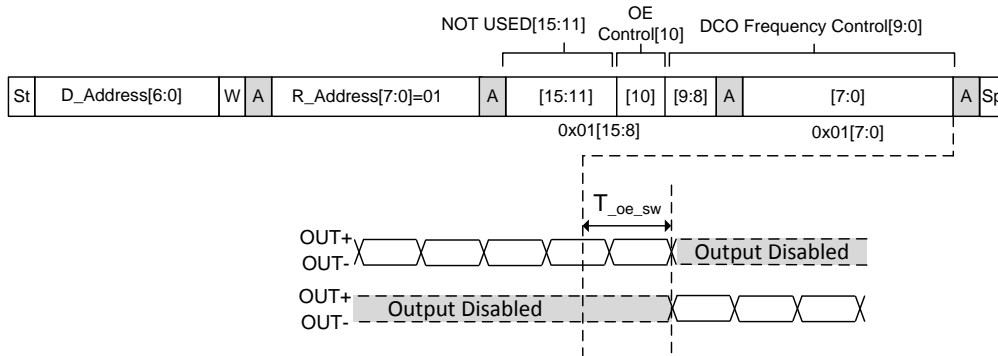 NOT USED[15:11]
OE
Control[10]
DCO Frequency Control[9:0]
St D_Address[6:0] W A R_Address[7:0]=01 A [15:11] [10] [9:8] A [7:0] A Sp
0x01[15:8] 0x01[7:0]
T_oe_sw
OUT+
OUT-
Output Disabled
OUT+
OUT-
Output Disabled